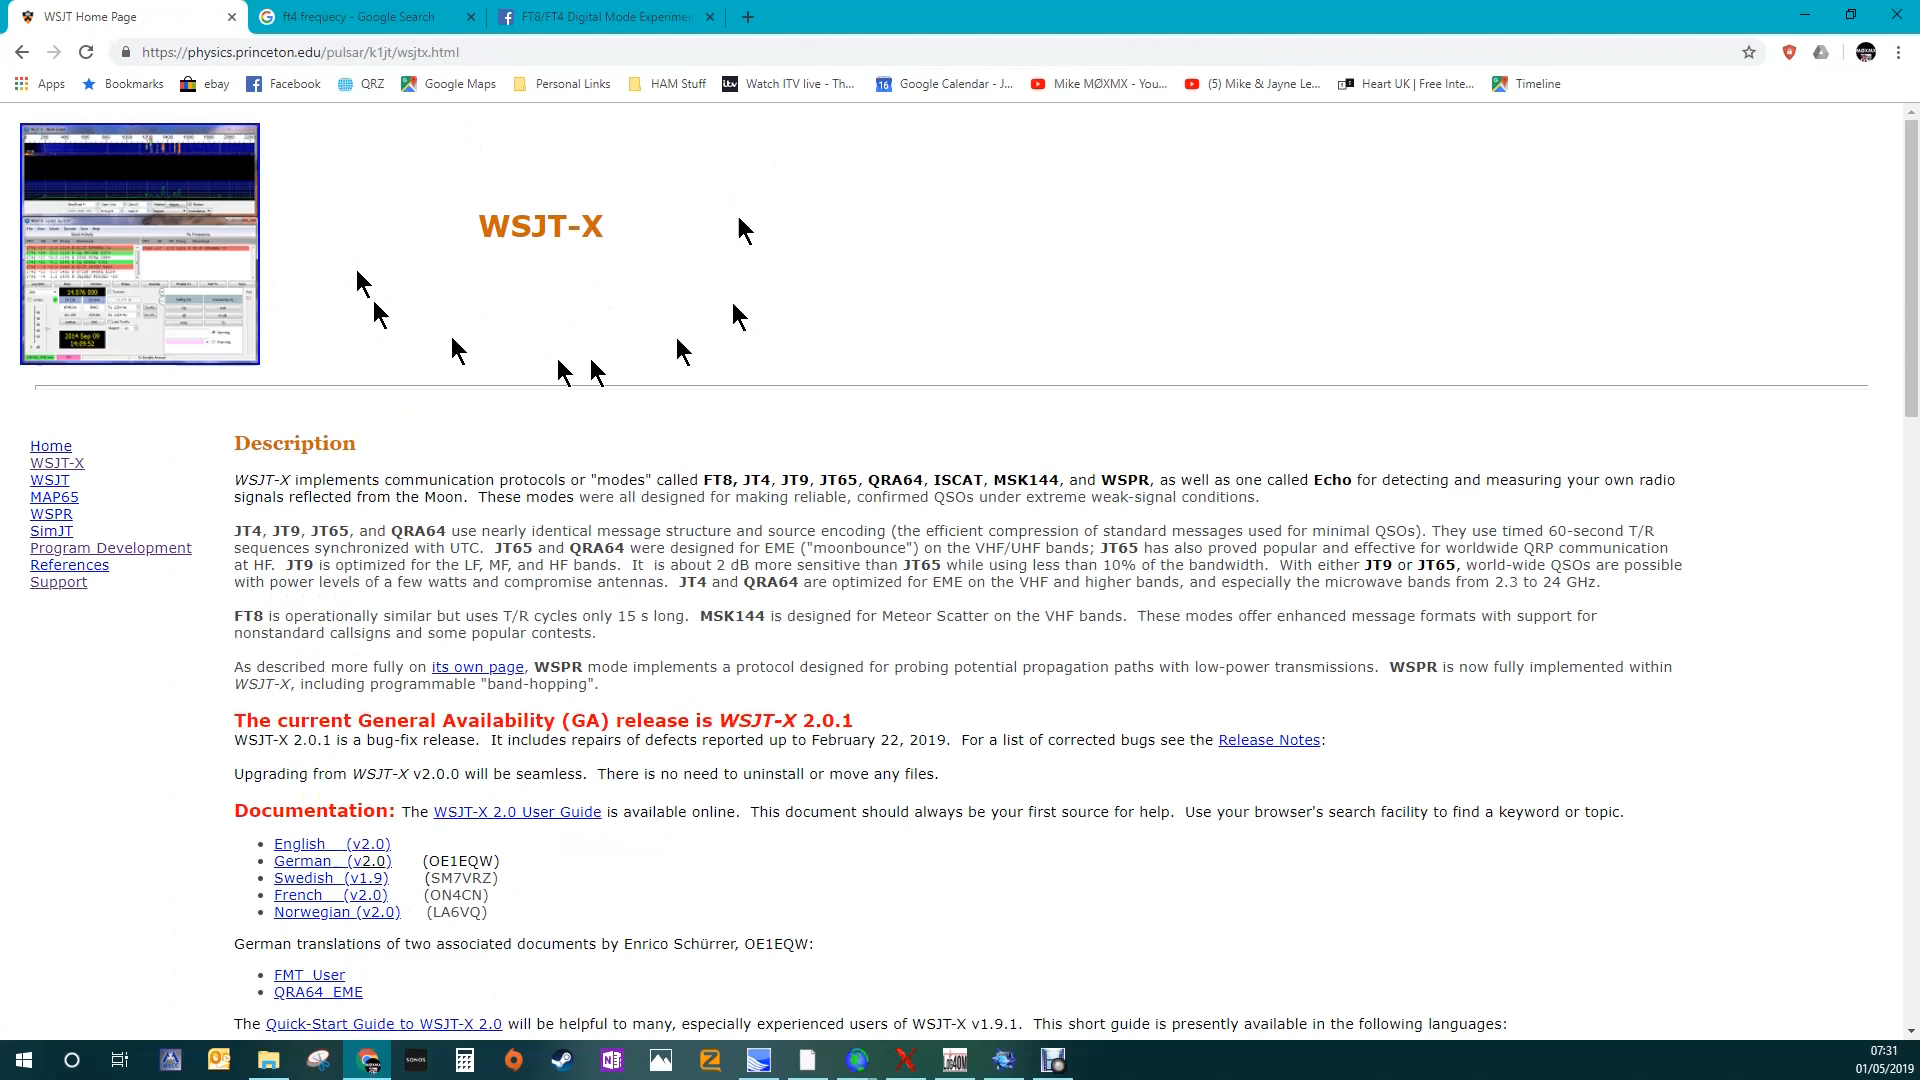 WSJT Home Page
ft4 frequecy - Google Search
FT8/FT4 Digital Mode Experimen
https://physics.princeton.edu/pulsar/k1jt/wsjtx.html
Apps
Bookmarks
ebay
Facebook
QRZ
Google Maps
Personal Links
HAM Stuff
Watch ITV live - Th...
Google Calendar - J...
Mike MØXMX - You...
(5) Mike & Jayne Le...
Heart UK | Free Inte...
Timeline
WSJT-X
Home
WSJT-X
WSJT
MAP65
WSPR
SimJT
Program Development
References
Support
Description
WSJT-X implements communication protocols or "modes" called FT8, JT4, JT9, JT65, QRA64, ISCAT, MSK144, and WSPR, as well as one called Echo for detecting and measuring your own radio
signals reflected from the Moon. These modes were all designed for making reliable, confirmed QSOs under extreme weak-signal conditions.
JT4, JT9, JT65, and QRA64 use nearly identical message structure and source encoding (the efficient compression of standard messages used for minimal QSOs). They use timed 60-second T/R
sequences synchronized with UTC. JT65 and QRA64 were designed for EME ("moonbounce") on the VHF/UHF bands; JT65 has also proved popular and effective for worldwide QRP communication
at HF. JT9 is optimized for the LF, MF, and HF bands. It is about 2 dB more sensitive than JT65 while using less than 10% of the bandwidth. With either JT9 or JT65, world-wide QSOs are possible
with power levels of a few watts and compromise antennas. JT4 and QRA64 are optimized for EME on the VHF and higher bands, and especially the microwave bands from 2.3 to 24 GHz.
FT8 is operationally similar but uses T/R cycles only 15 s long. MSK144 is designed for Meteor Scatter on the VHF bands. These modes offer enhanced message formats with support for
nonstandard callsigns and some popular contests.
As described more fully on its own page, WSPR mode implements a protocol designed for probing potential propagation paths with low-power transmissions. WSPR is now fully implemented within
WSJT-X, including programmable "band-hopping".
The current General Availability (GA) release is WSJT-X 2.0.1
WSJT-X 2.0.1 is a bug-fix release. It includes repairs of defects reported up to February 22, 2019. For a list of corrected bugs see the Release Notes:
Upgrading from WSJT-X v2.0.0 will be seamless. There is no need to uninstall or move any files.
Documentation: The WSJT-X 2.0 User Guide is available online. This document should always be your first source for help. Use your browser's search facility to find a keyword or topic.
English (v2.0)
German (v2.0) (OE1EQW)
Swedish (v1.9) (SM7VRZ)
French (v2.0) (ON4CN)
Norwegian (v2.0) (LA6VQ)
German translations of two associated documents by Enrico Schürrer, OE1EQW:
FMT_User
QRA64_EME
The Quick-Start Guide to WSJT-X 2.0 will be helpful to many, especially experienced users of WSJT-X v1.9.1. This short guide is presently available in the following languages:
SONOS
07:31
01/05/2019